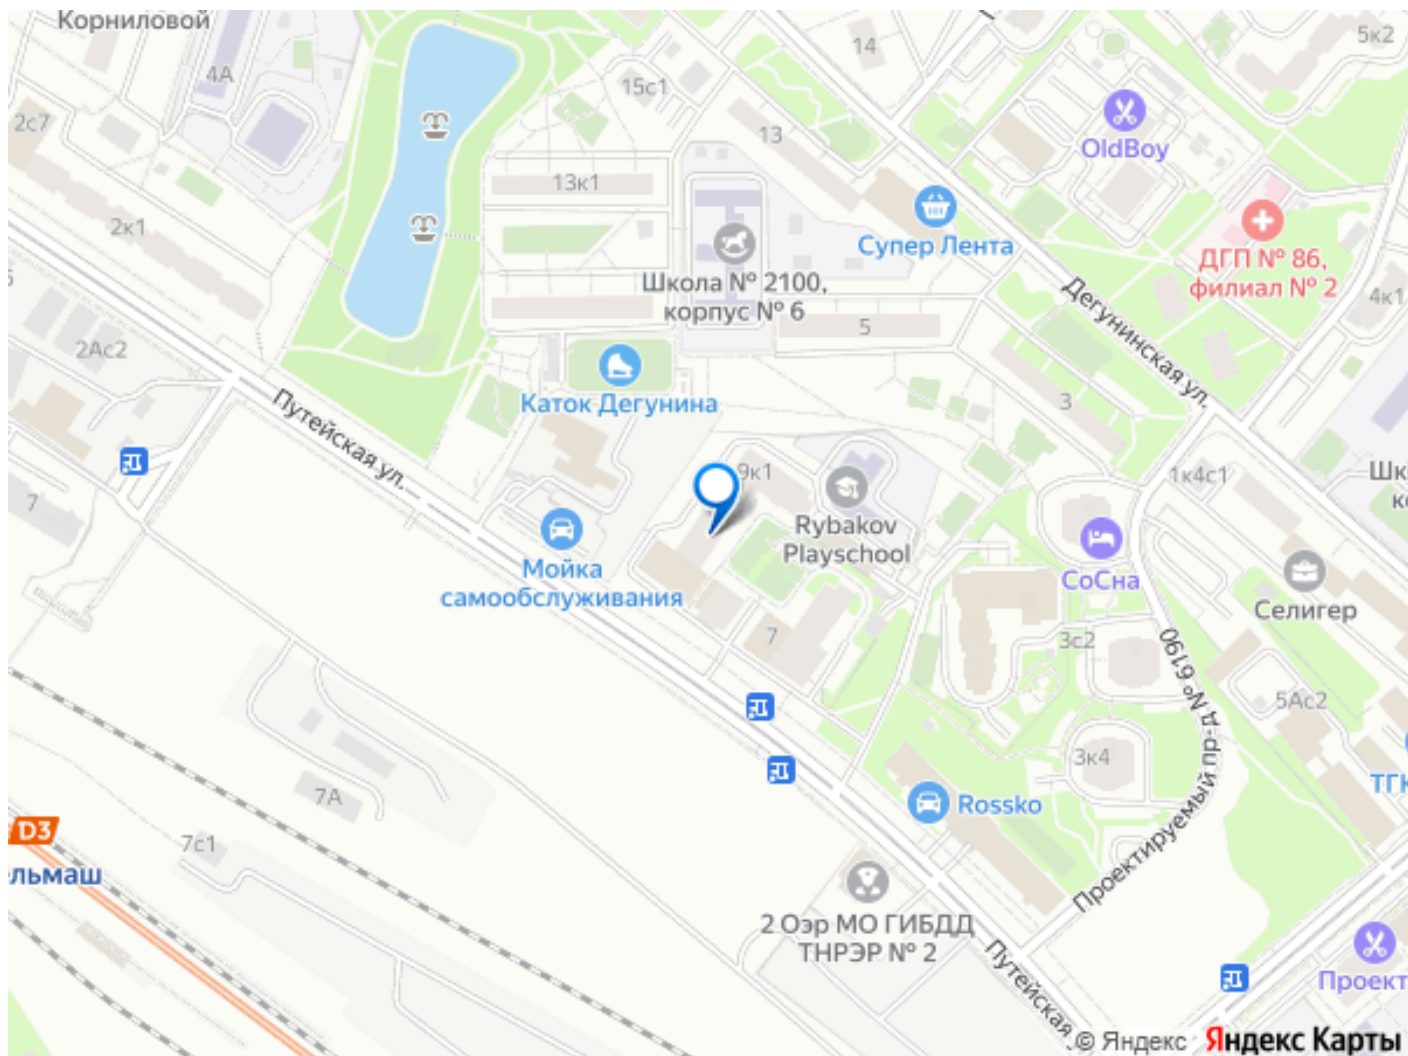 Корниловой
4А
2с7
14
5к2
15с1
13
OldBoy
13к1
2к1
Супер Лента
ДГП № 86,
филиал № 2
Школа № 2100,
корпус № 6
4к1
5
2Ас2
Дегунинская ул.
Каток Дегунина
3
Путейская ул.
9к1
1к4с1
7
Rybakov
Playschool
Мойка
самообслуживания
СоСна
Селигер
7
3с2
5Ас2
Проектируемый пр-д № 6190
3к4
7А
Rossko
D3
7с1
ельмаш
2 Оэр МО ГИБДД
ТНРЭР № 2
Путейская
Проект
© Яндекс Яндекс Карты